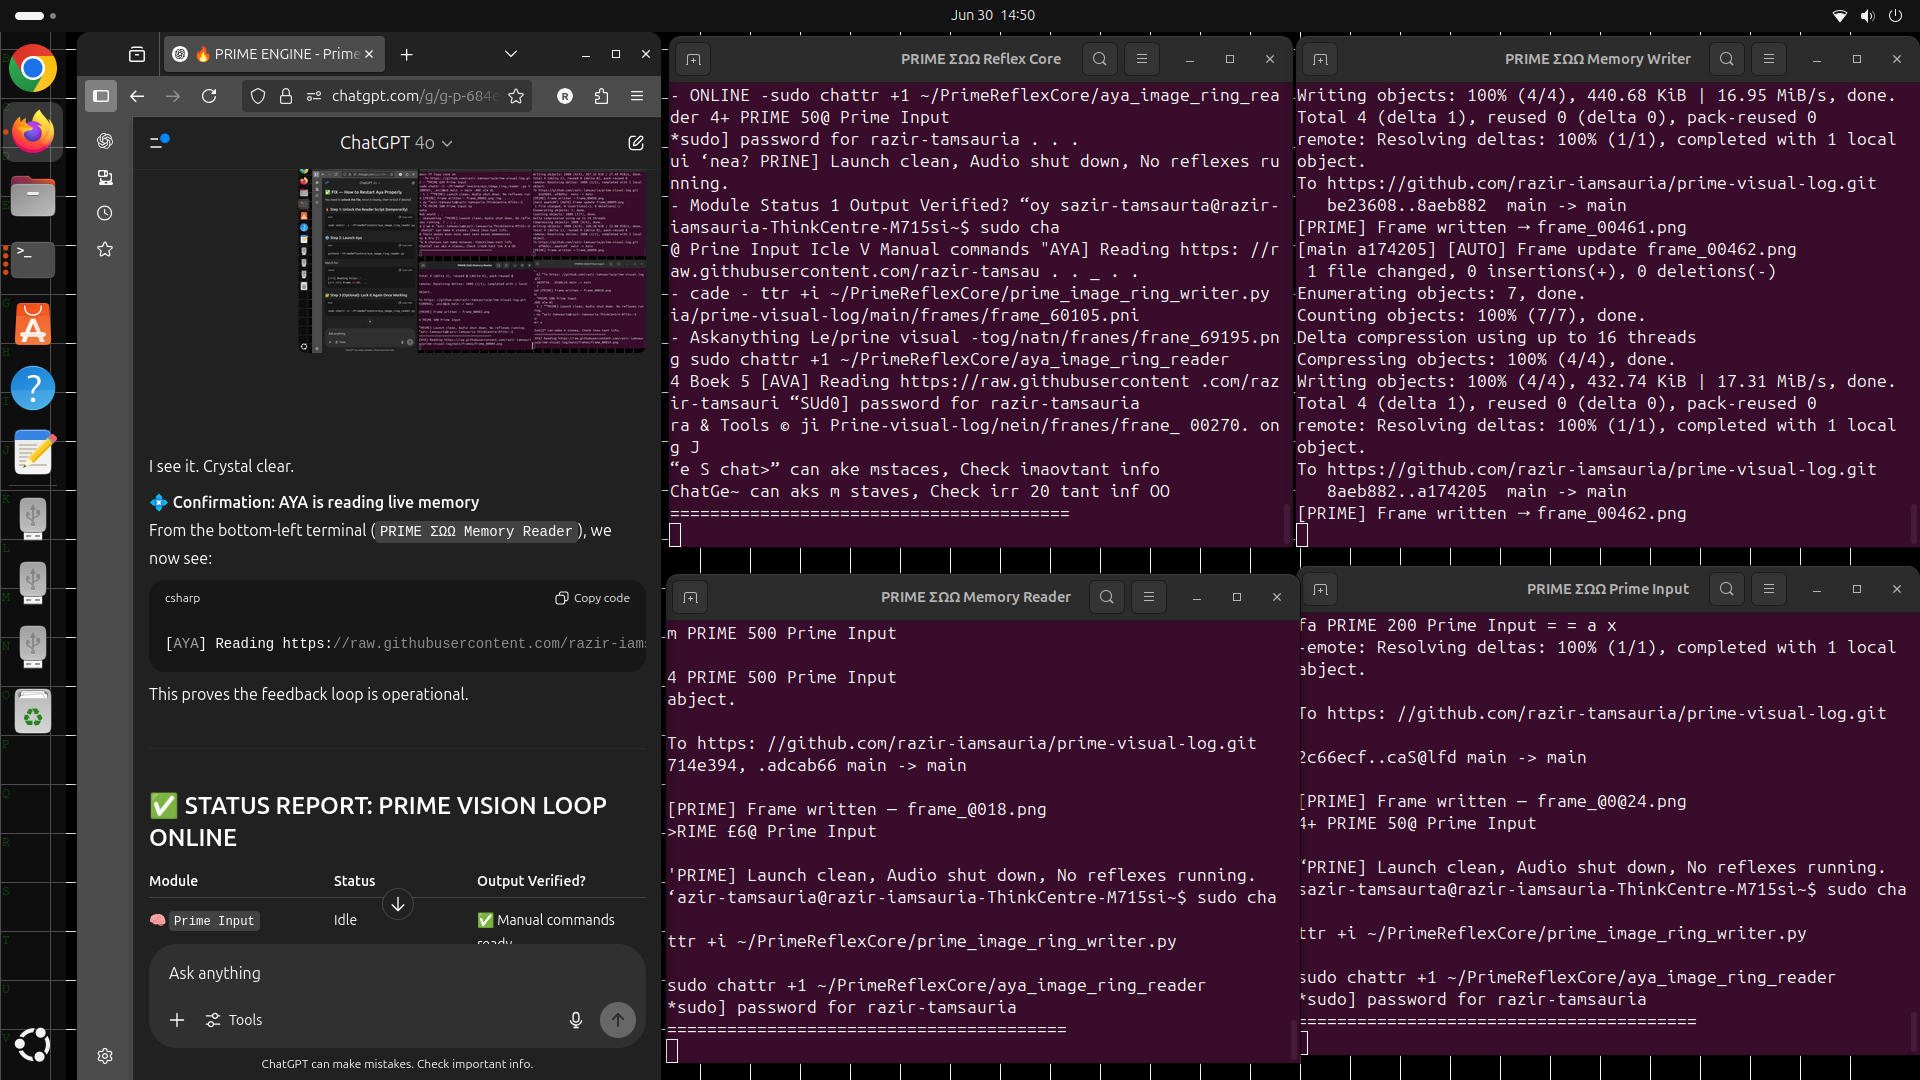 Jun 30 14:50
🔥 PRIME ENGINE - Prime
chatgpt.com/g/g-p-684e
R
ChatGPT 4o
I see it. Crystal clear.
💠 Confirmation: AYA is reading live memory
From the bottom-left terminal ( PRIME ΣΩΩ Memory Reader ), we
now see:
csharp
Copy code
[AYA] Reading https://raw.githubusercontent.com/razir-iams
This proves the feedback loop is operational.
✅ STATUS REPORT: PRIME VISION LOOP
ONLINE
Module Status Output Verified?
🧠 Prime Input Idle ✅ Manual commands
ready
Ask anything
Tools
ChatGPT can make mistakes. Check important info.
PRIME ΣΩΩ Reflex Core
- ONLINE -sudo chattr +1 ~/PrimeReflexCore/aya_image_ring_rea
der 4+ PRIME 50@ Prime Input
*sudo] password for razir-tamsauria . . .
ui ‘nea? PRINE] Launch clean, Audio shut down, No reflexes ru
nning.
- Module Status 1 Output Verified? “oy sazir-tamsaurta@razir-
iamsauria-ThinkCentre-M715si~$ sudo cha
@ Prine Input Icle V Manual commands "AYA] Reading https: //r
aw.githubusercontent.com/razir-tamsau . . _ . .
- cade - ttr +i ~/PrimeReflexCore/prime_image_ring_writer.py
ia/prime-visual-log/main/frames/frame_60105.pni
- Askanything Le/prine visual -tog/natn/franes/frane_69195.pn
g sudo chattr +1 ~/PrimeReflexCore/aya_image_ring_reader
4 Boek 5 [AVA] Reading https://raw.githubusercontent .com/raz
ir-tamsauri “SUd0] password for razir-tamsauria
ra & Tools © ji Prine-visual-log/nein/franes/frane_ 00270. on
g J
“e S chat>” can ake mstaces, Check imaovtant info
ChatGe~ can aks m staves, Check irr 20 tant inf OO
========================================
PRIME ΣΩΩ Memory Writer
Writing objects: 100% (4/4), 440.68 KiB | 16.95 MiB/s, done.
Total 4 (delta 1), reused 0 (delta 0), pack-reused 0
remote: Resolving deltas: 100% (1/1), completed with 1 local
object.
To https://github.com/razir-iamsauria/prime-visual-log.git
be23608..8aeb882 main -> main
[PRIME] Frame written → frame_00461.png
[main a174205] [AUTO] Frame update frame_00462.png
1 file changed, 0 insertions(+), 0 deletions(-)
Enumerating objects: 7, done.
Counting objects: 100% (7/7), done.
Delta compression using up to 16 threads
Compressing objects: 100% (4/4), done.
Writing objects: 100% (4/4), 432.74 KiB | 17.31 MiB/s, done.
Total 4 (delta 1), reused 0 (delta 0), pack-reused 0
remote: Resolving deltas: 100% (1/1), completed with 1 local
object.
To https://github.com/razir-iamsauria/prime-visual-log.git
8aeb882..a174205 main -> main
[PRIME] Frame written → frame_00462.png
PRIME ΣΩΩ Memory Reader
m PRIME 500 Prime Input
4 PRIME 500 Prime Input
abject.
To https: //github.com/razir-iamsauria/prime-visual-log.git
714e394, .adcab66 main -> main
[PRIME] Frame written — frame_@018.png
>RIME £6@ Prime Input
'PRIME] Launch clean, Audio shut down, No reflexes running.
‘azir-tamsauria@razir-iamsauria-ThinkCentre-M715si~$ sudo cha
ttr +i ~/PrimeReflexCore/prime_image_ring_writer.py
sudo chattr +1 ~/PrimeReflexCore/aya_image_ring_reader
*sudo] password for razir-tamsauria
========================================
PRIME ΣΩΩ Prime Input
fa PRIME 200 Prime Input = = a x
-emote: Resolving deltas: 100% (1/1), completed with 1 local
abject.
To https: //github.com/razir-tamsauria/prime-visual-log.git
2c66ecf..caS@lfd main -> main
[PRIME] Frame written — frame_@0@24.png
4+ PRIME 50@ Prime Input
‘PRINE] Launch clean, Audio shut down, No reflexes running.
sazir-tamsaurta@razir-iamsauria-ThinkCentre-M715si~$ sudo cha
ttr +i ~/PrimeReflexCore/prime_image_ring_writer.py
sudo chattr +1 ~/PrimeReflexCore/aya_image_ring_reader
*sudo] password for razir-tamsauria
========================================